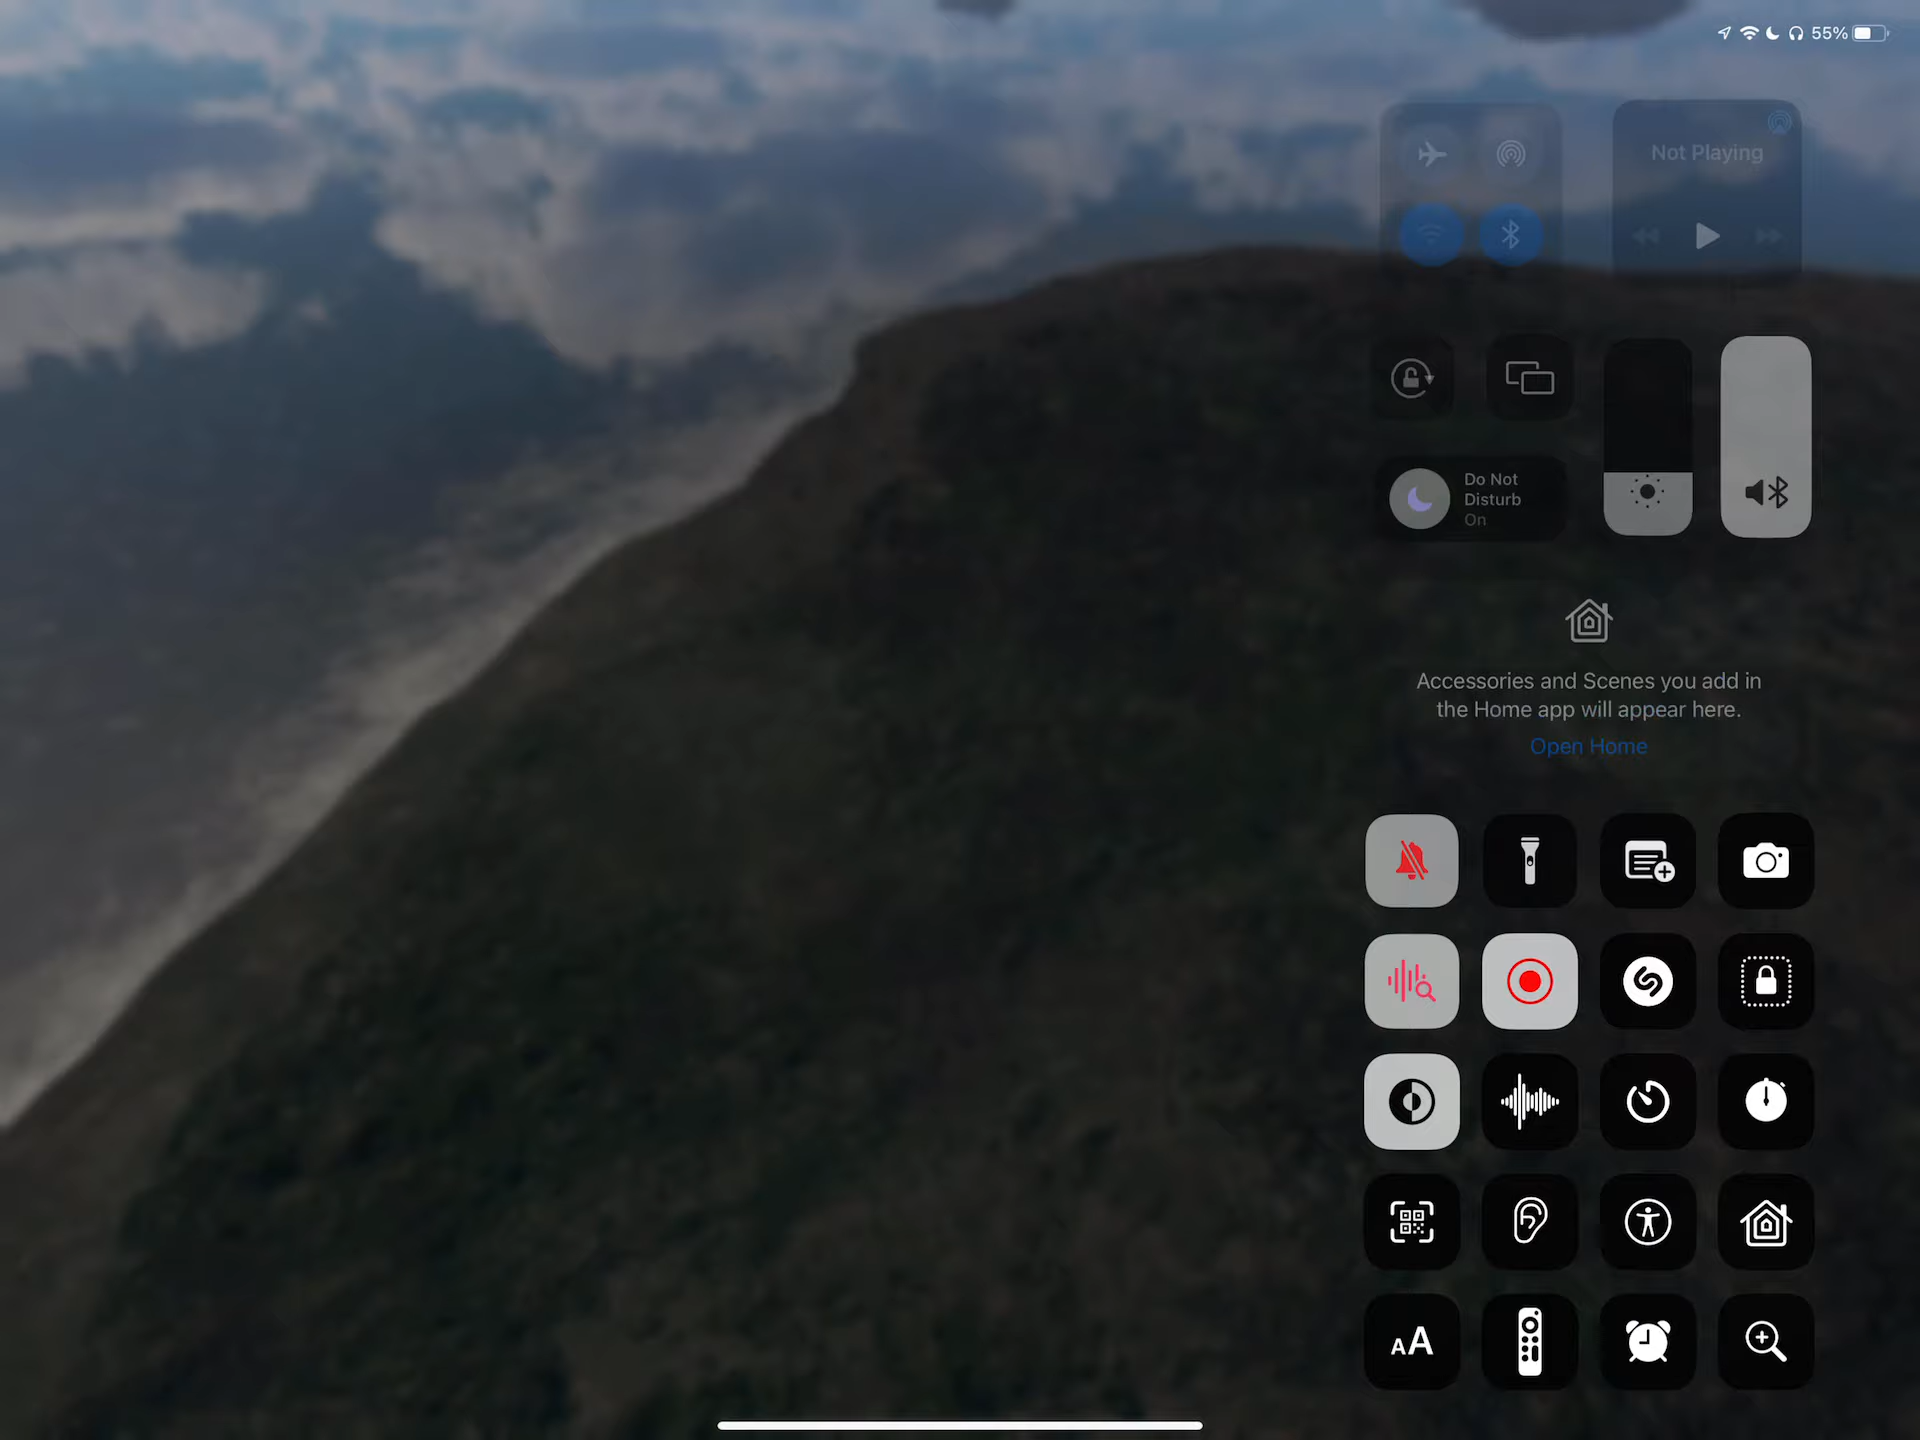 55%
Not Playing
Do Not
Disturb
On
Accessories and Scenes you add in
the Home app will appear here.
Open Home
AA